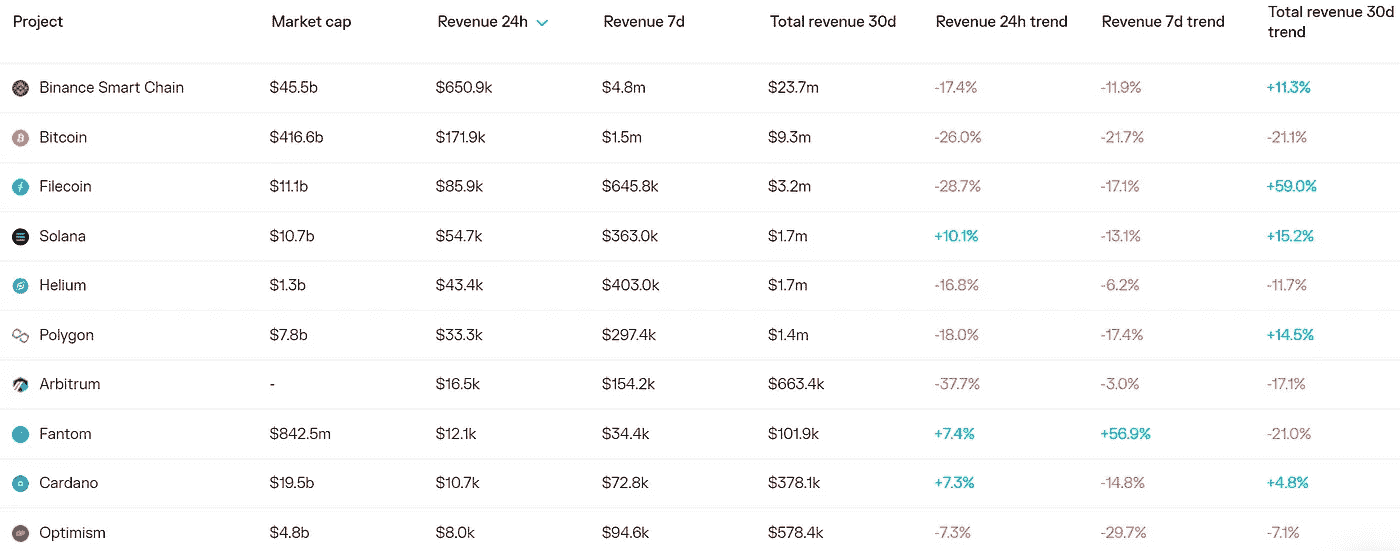 Project Market cap Revenue 24h Revenue 7d Total revenue 30d Revenue 24h trend Revenue 7d trend Total revenue 30d trend
Binance Smart Chain $45.5b $650.9k $4.8m $23.7m -17.4% -11.9% +11.3%
Bitcoin $416.6b $171.9k $1.5m $9.3m -26.0% -21.7% -21.1%
Filecoin $11.1b $85.9k $645.8k $3.2m -28.7% -17.1% +59.0%
Solana $10.7b $54.7k $363.0k $1.7m +10.1% -13.1% +15.2%
Helium $1.3b $43.4k $403.0k $1.7m -16.8% -6.2% -11.7%
Polygon $7.8b $33.3k $297.4k $1.4m -18.0% -17.4% +14.5%
Arbitrum - $16.5k $154.2k $663.4k -37.7% -3.0% -17.1%
Fantom $842.5m $12.1k $34.4k $101.9k +7.4% +56.9% -21.0%
Cardano $19.5b $10.7k $72.8k $378.1k +7.3% -14.8% +4.8%
Optimism $4.8b $8.0k $94.6k $578.4k -7.3% -29.7% -7.1%